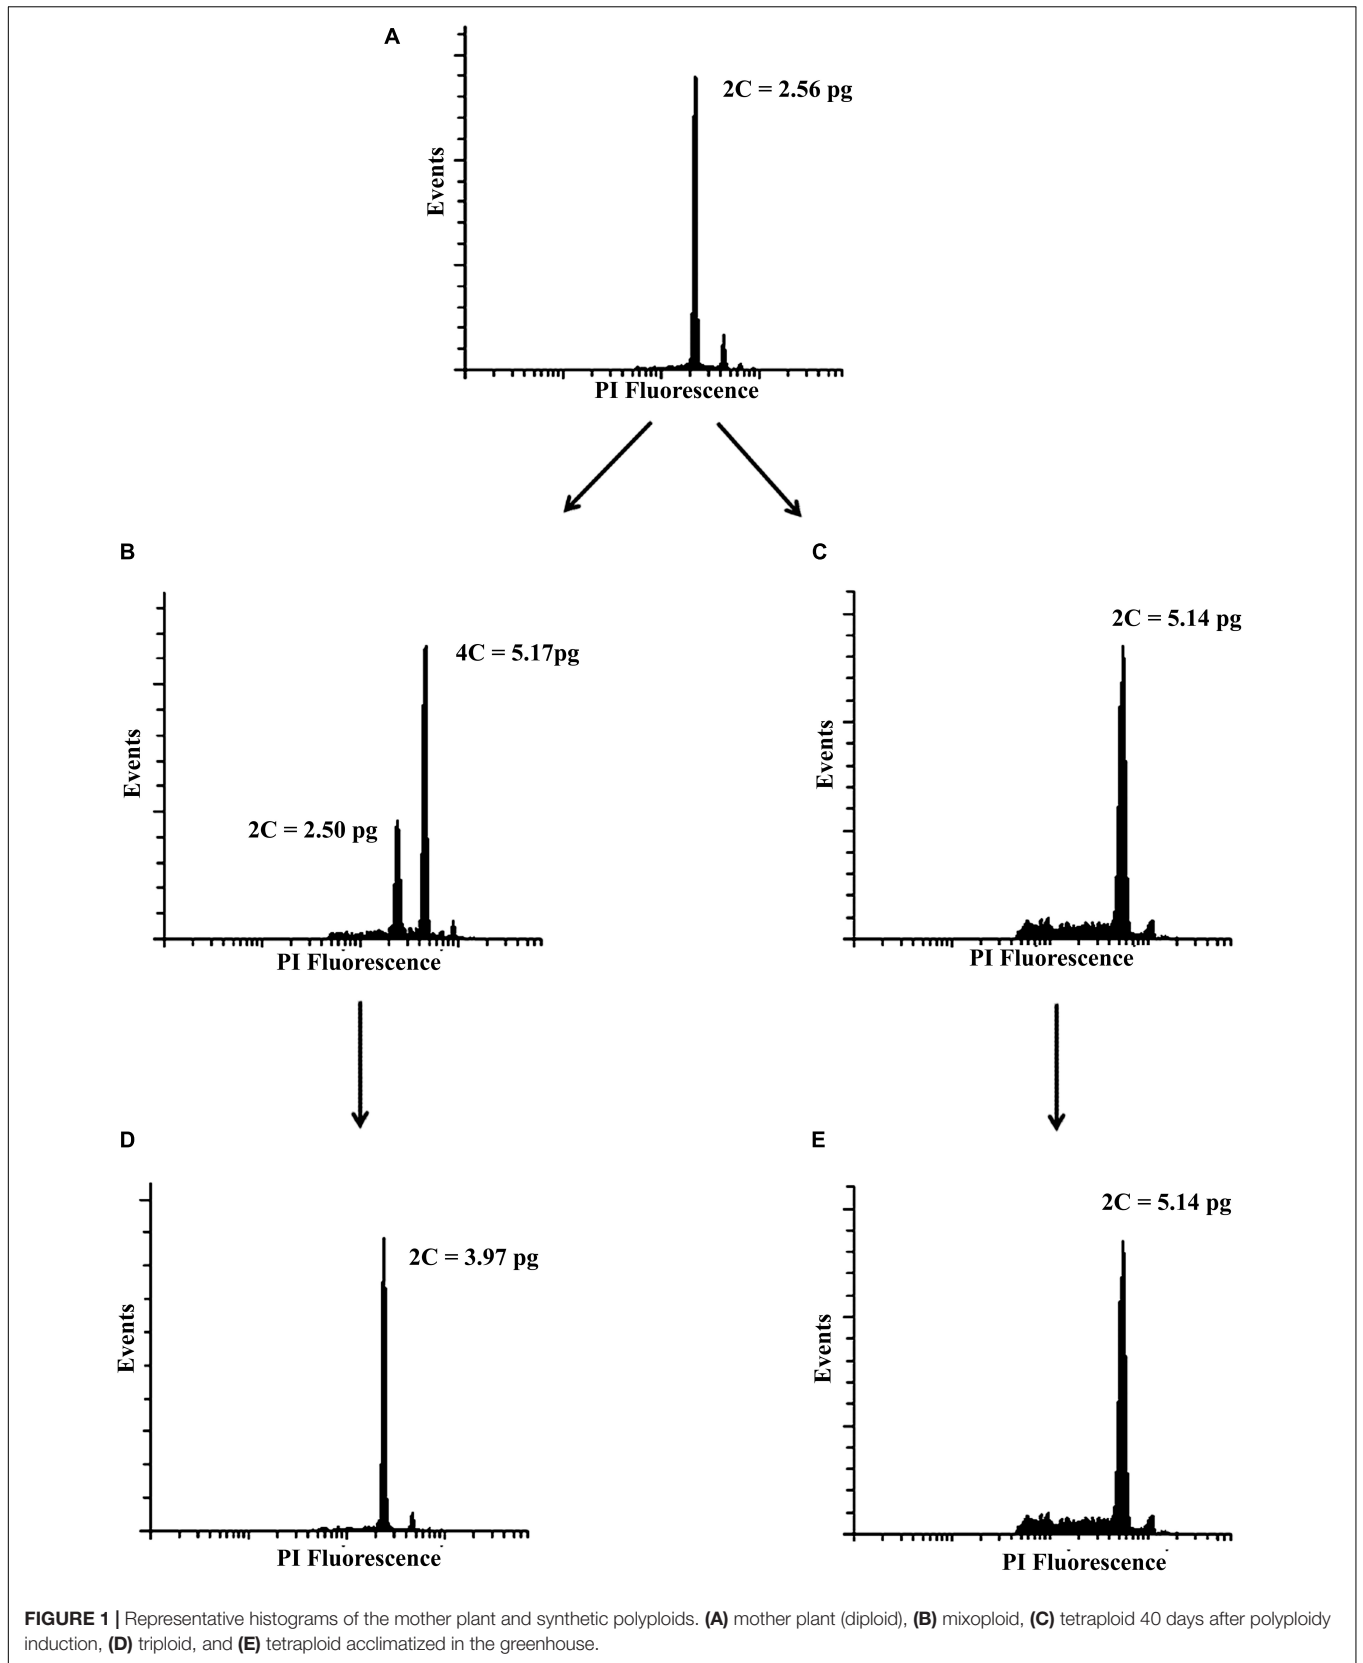 A
2C = 2.56 pg
Events
PI Fluorescence
B
4C = 5.17pg
2C = 2.50 pg
Events
PI Fluorescence
C
2C = 5.14 pg
Events
PI Fluorescence
D
2C = 3.97 pg
Events
PI Fluorescence
E
2C = 5.14 pg
Events
PI Fluorescence
FIGURE 1 | Representative histograms of the mother plant and synthetic polyploids. (A) mother plant (diploid), (B) mixoploid, (C) tetraploid 40 days after polyploidy
induction, (D) triploid, and (E) tetraploid acclimatized in the greenhouse.